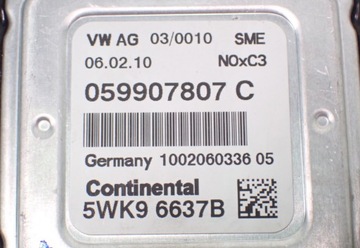 VW AG 03/0010 SME
06.02.10 NOxC3
059907807 C
Germany 1002060336 05
Continental
5WK9 6637B